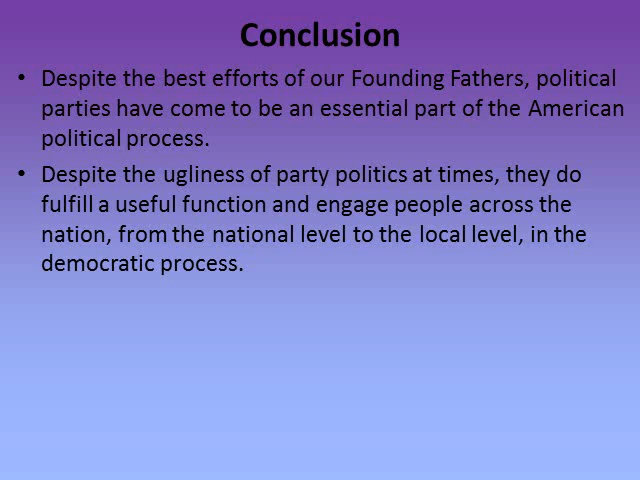 Conclusion
• Despite the best efforts of our Founding Fathers, political
parties have come to be an essential part of the American
political process.
• Despite the ugliness of party politics at times, they do
fulfill a useful function and engage people across the
nation, from the national level to the local level, in the
democratic process.